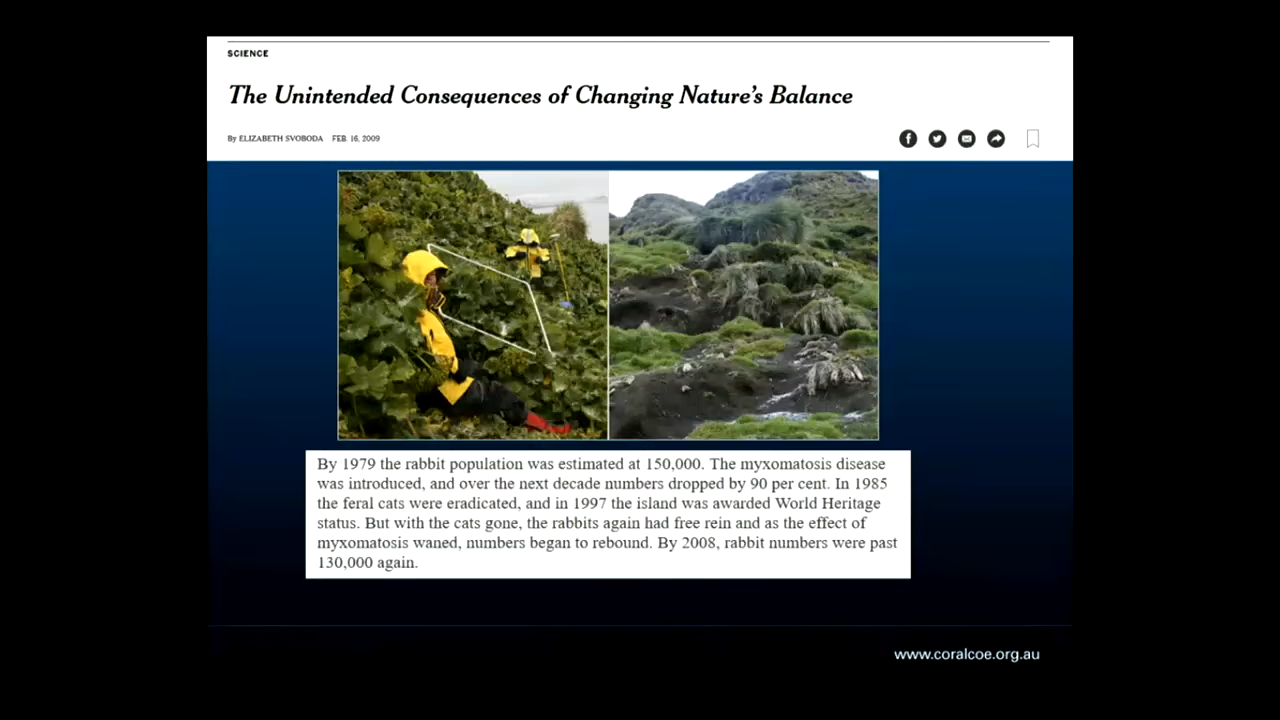 SCIENCE
The Unintended Consequences of Changing Nature's Balance
By ELIZABETH SVOBODA FEB. 16, 2009
By 1979 the rabbit population was estimated at 150,000. The myxomatosis disease
was introduced, and over the next decade numbers dropped by 90 per cent. In 1985
the feral cats were eradicated, and in 1997 the island was awarded World Heritage
status. But with the cats gone, the rabbits again had free rein and as the effect of
myxomatosis waned, numbers began to rebound. By 2008, rabbit numbers were past
130,000 again.
www.coralcoe.org.au